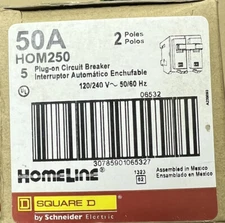 50A
2 Poles
Polos
HOM250
5 Plug-on Circuit Breaker
Interruptor Automático Enchufable
120/240 V~ 50/60 Hz
06532
30785901065327
HOMELINE
1323
Assembled in Mexico
Ensamblado en Mexico
SQUARE D
by Schneider Electric